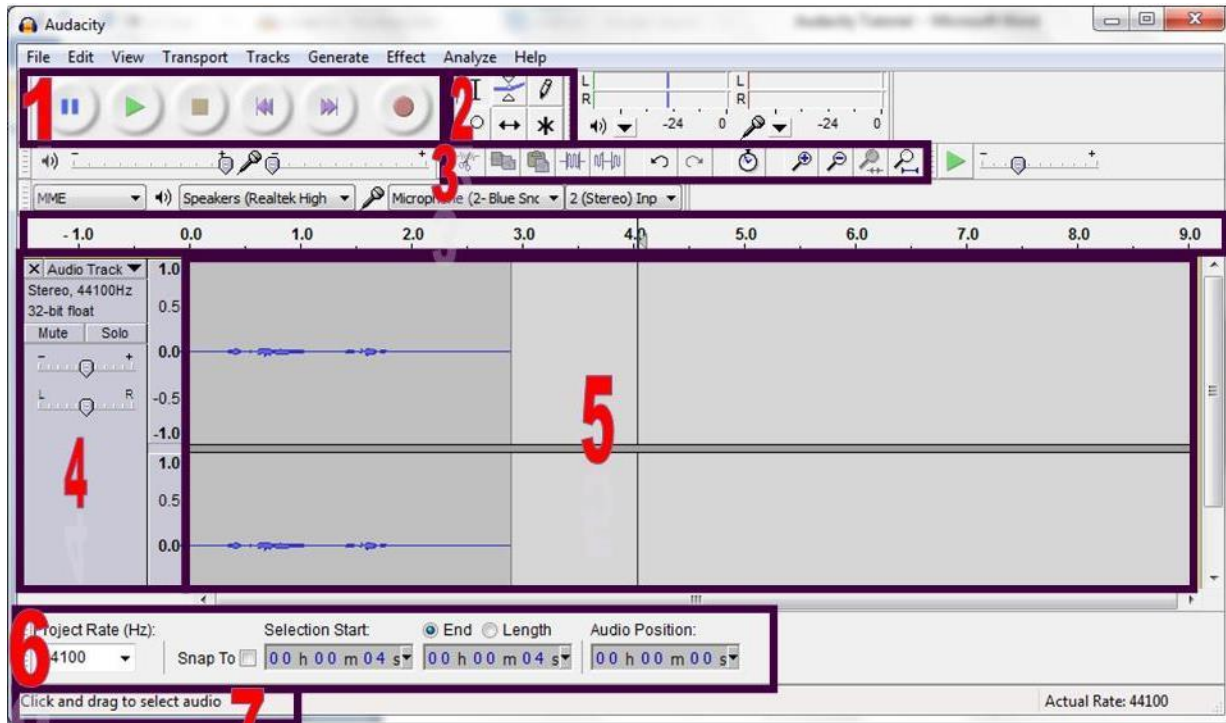 Audacity
File Edit View Transport Tracks Generate Effect Analyze Help
1
2
L
R
-24 0
L
R
-24 0
3
MME Speakers (Realtek High Microphone (2- Blue Snc 2 (Stereo) Inp
- 1.0 0.0 1.0 2.0 3.0 4.0 5.0 6.0 7.0 8.0 9.0
X Audio Track 1.0
Stereo, 44100Hz
32-bit float 0.5
Mute Solo
- + 0.0
L R -0.5
-1.0
4
5
1.0
0.5
0.0
6
Project Rate (Hz): Selection Start: End Length Audio Position:
44100 Snap To 00 h 00 m 04 s 00 h 00 m 04 s 00 h 00 m 00 s
Click and drag to select audio 7 Actual Rate: 44100